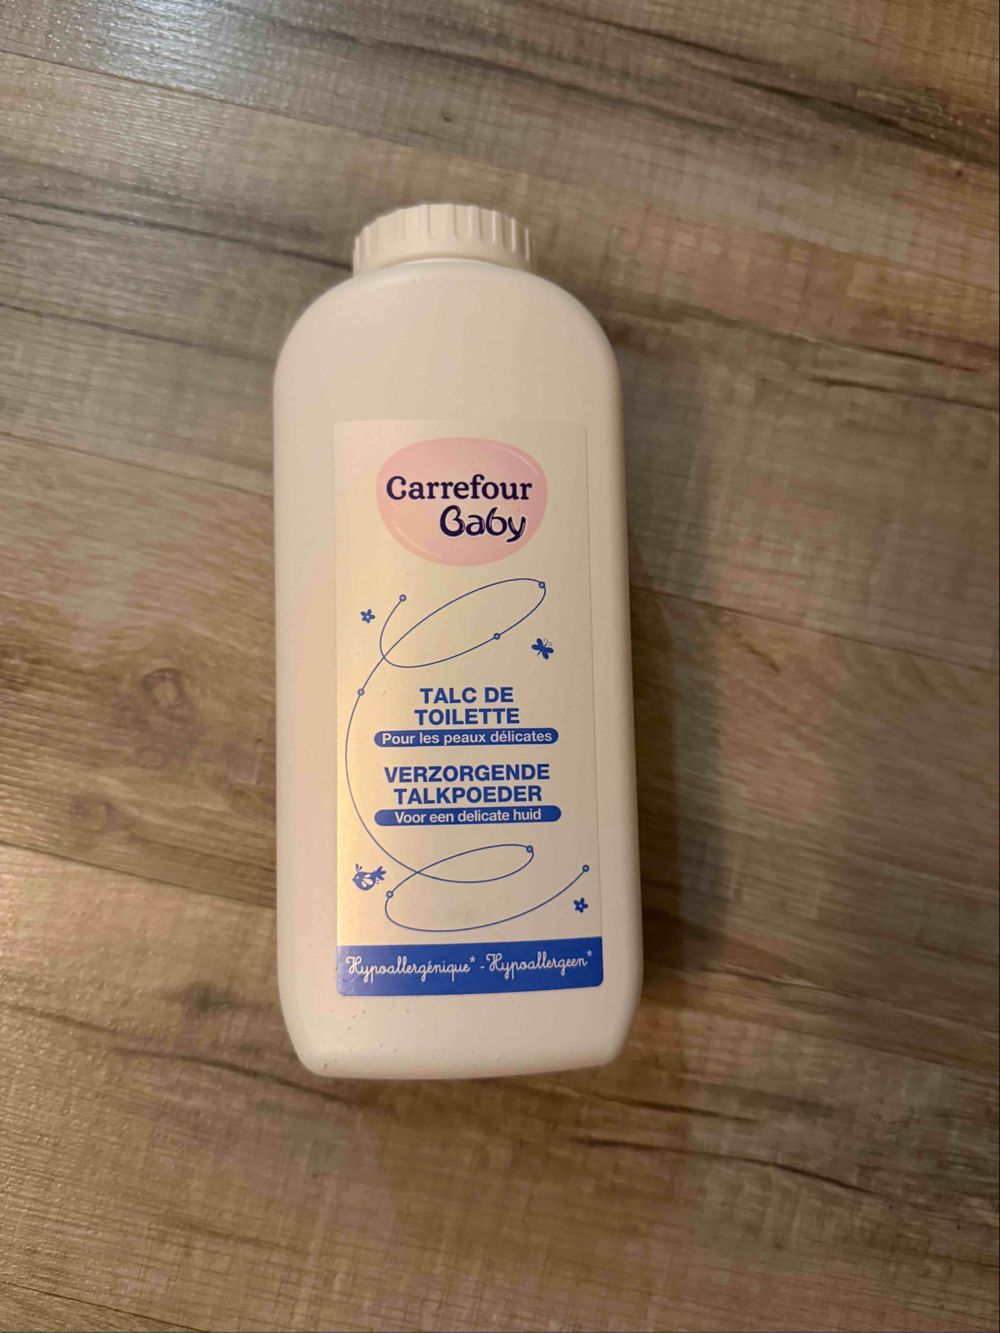 Carrefour
Baby
TALC DE
TOILETTE
Pour les peaux délicates
VERZORGENDE
TALKPOEDER
Voor een delicate huid
Hypoallergénique* - Hypoallergeen*